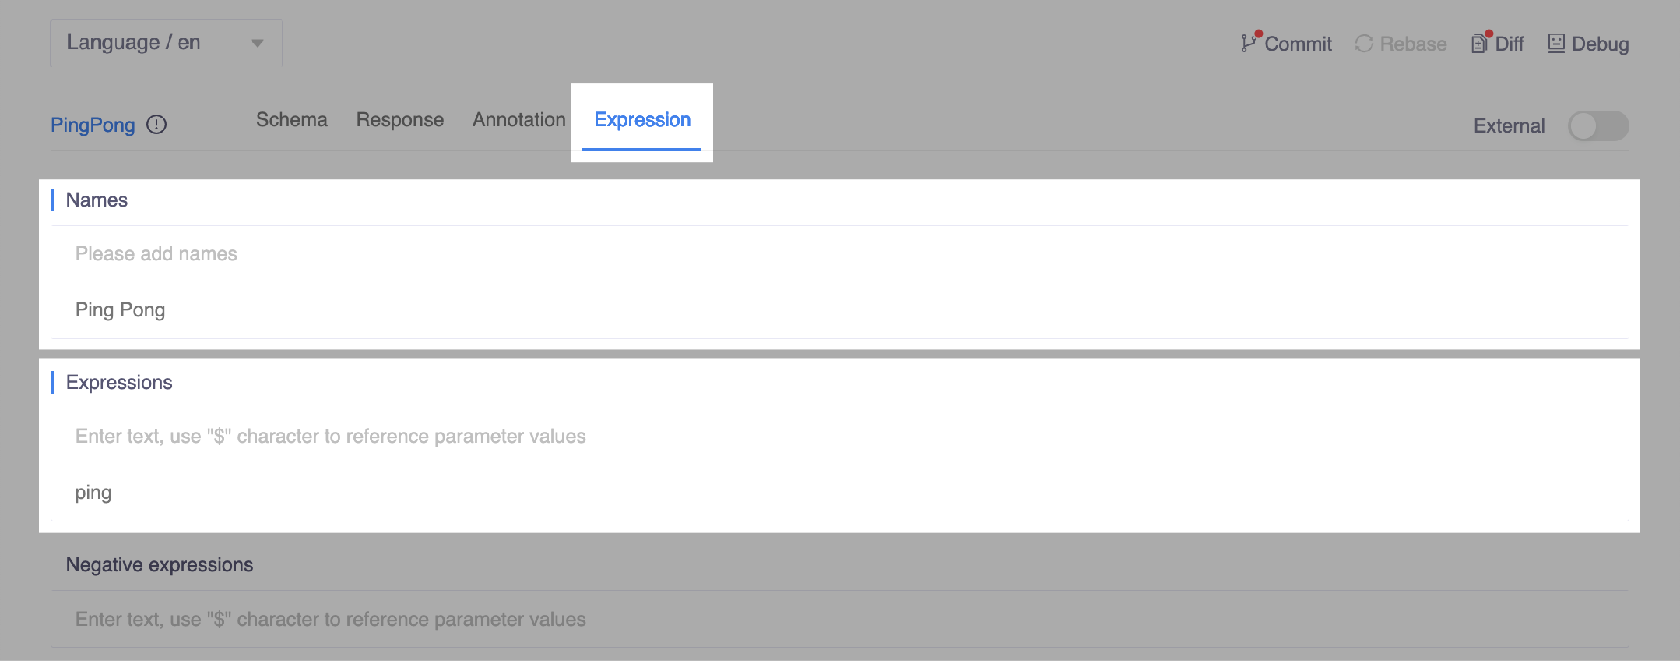 Language / en
Commit
Rebase
Diff
Debug
PingPong
Schema
Response
Annotation
Expression
External
Names
Please add names
Ping Pong
Expressions
Enter text, use "$" character to reference parameter values
ping
Negative expressions
Enter text, use "$" character to reference parameter values